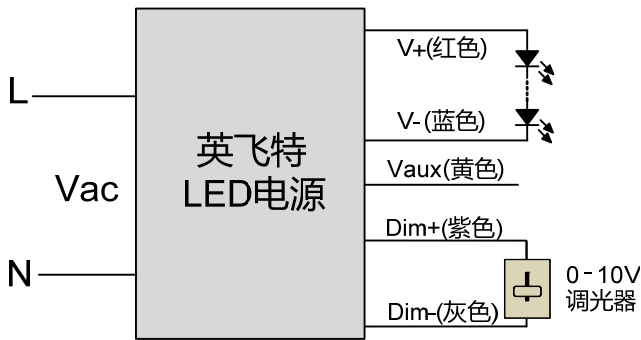 L
Vac
N
英飞特
LED电源
V+(红色)
V-(蓝色)
Vaux(黄色)
Dim+(紫色)
Dim-(灰色)
0-10V
调光器